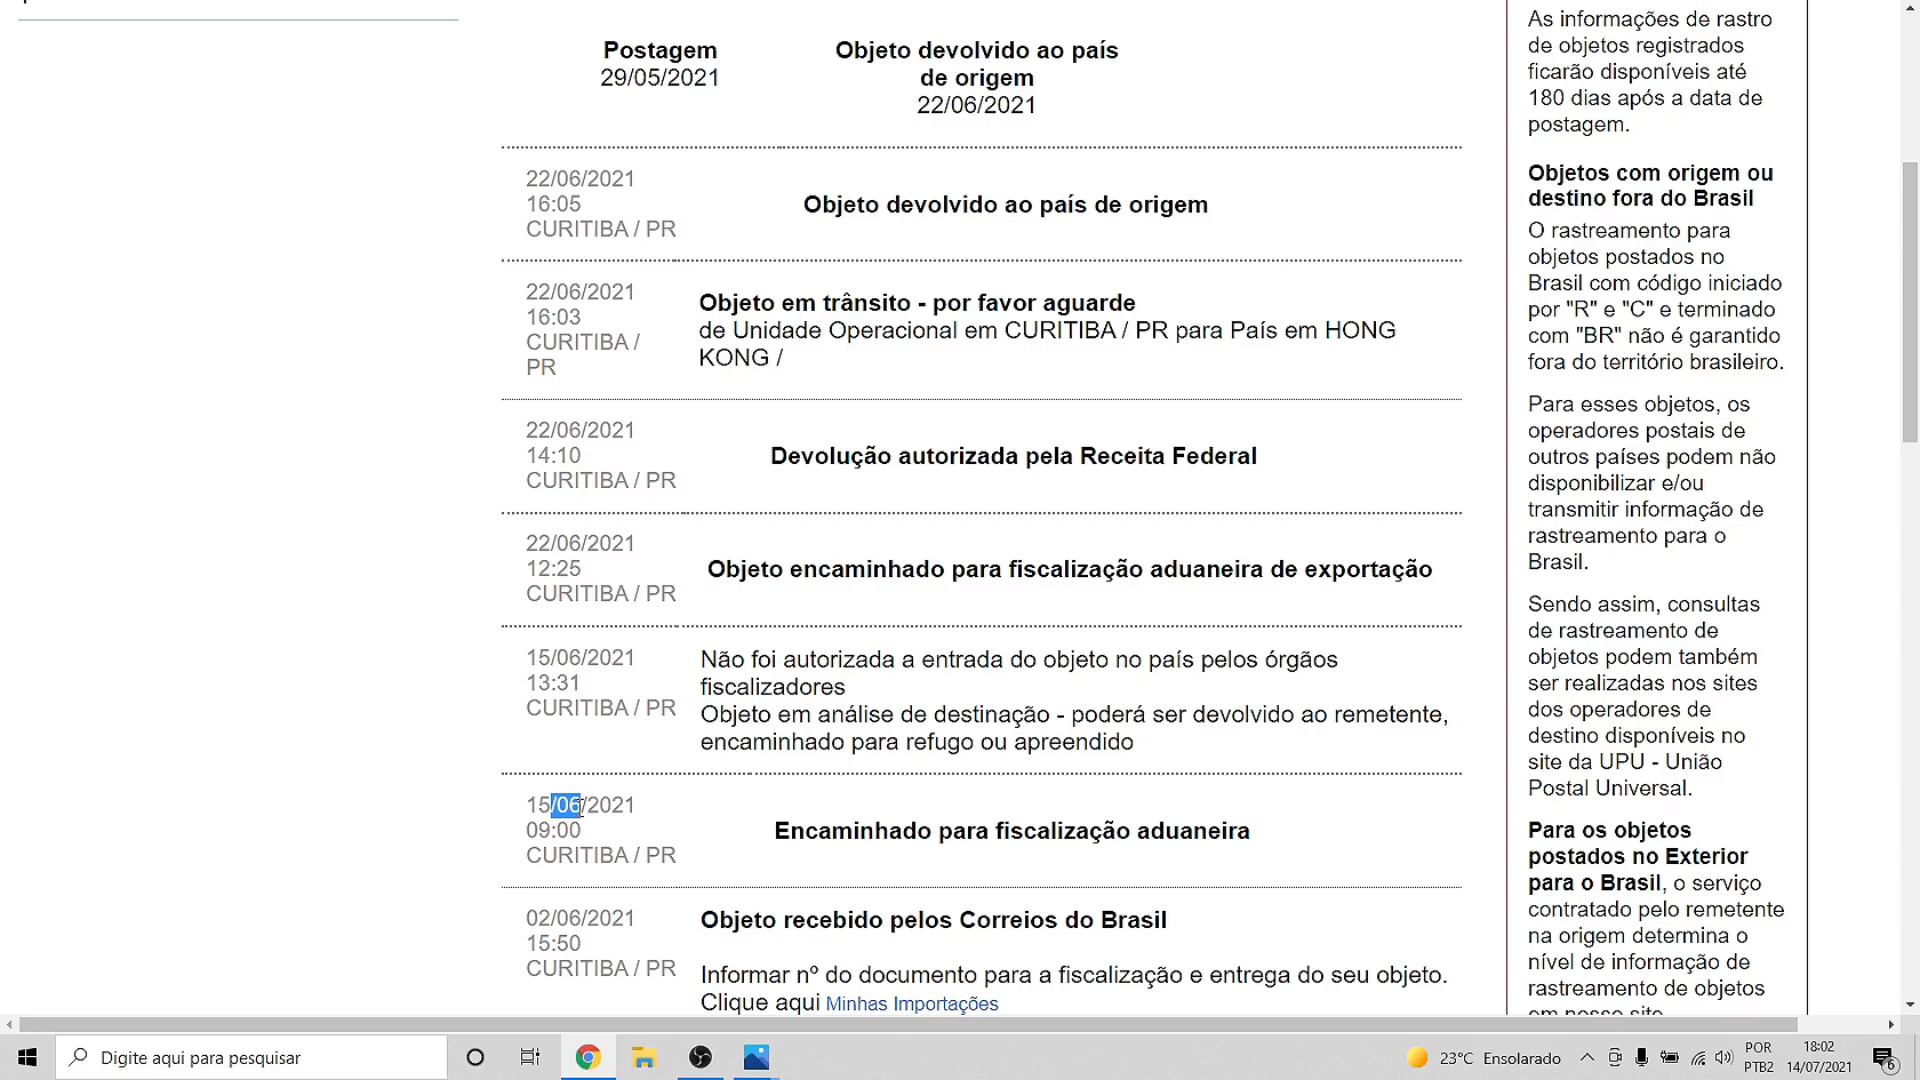 Postagem
29/05/2021
Objeto devolvido ao país
de origem
22/06/2021
22/06/2021
16:05
CURITIBA / PR
Objeto devolvido ao país de origem
22/06/2021
16:03
CURITIBA /
PR
Objeto em trânsito - por favor aguarde
de Unidade Operacional em CURITIBA / PR para País em HONG
KONG /
22/06/2021
14:10
CURITIBA / PR
Devolução autorizada pela Receita Federal
22/06/2021
12:25
CURITIBA / PR
Objeto encaminhado para fiscalização aduaneira de exportação
15/06/2021
13:31
CURITIBA / PR
Não foi autorizada a entrada do objeto no país pelos órgãos
fiscalizadores
Objeto em análise de destinação - poderá ser devolvido ao remetente,
encaminhado para refugo ou apreendido
15/06/2021
09:00
CURITIBA / PR
Encaminhado para fiscalização aduaneira
02/06/2021
15:50
CURITIBA / PR
Objeto recebido pelos Correios do Brasil
Informar nº do documento para a fiscalização e entrega do seu objeto.
Clique aqui Minhas Importações
As informações de rastro
de objetos registrados
ficarão disponíveis até
180 dias após a data de
postagem.
Objetos com origem ou
destino fora do Brasil
O rastreamento para
objetos postados no
Brasil com código iniciado
por "R" e "C" e terminado
com "BR" não é garantido
fora do território brasileiro.
Para esses objetos, os
operadores postais de
outros países podem não
disponibilizar e/ou
transmitir informação de
rastreamento para o
Brasil.
Sendo assim, consultas
de rastreamento de
objetos podem também
ser realizadas nos sites
dos operadores de
destino disponíveis no
site da UPU - União
Postal Universal.
Para os objetos
postados no Exterior
para o Brasil, o serviço
contratado pelo remetente
na origem determina o
nível de informação de
rastreamento de objetos
em nosso site
Digite aqui para pesquisar
23°C Ensolarado
POR
PTB2
18:02
14/07/2021
6